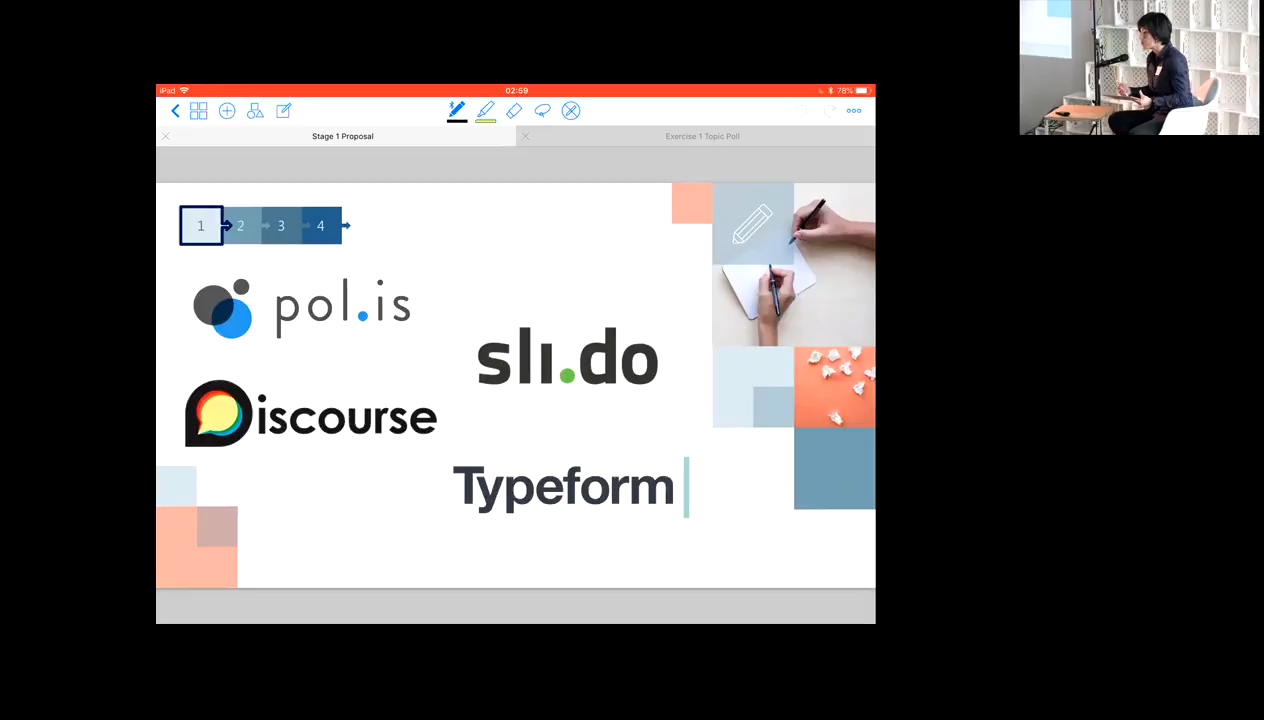 iPad
02:59
78%
Stage 1 Proposal
Exercise 1 Topic Poll
1 2 3 4
pol.is
sli.do
Discourse
Typeform